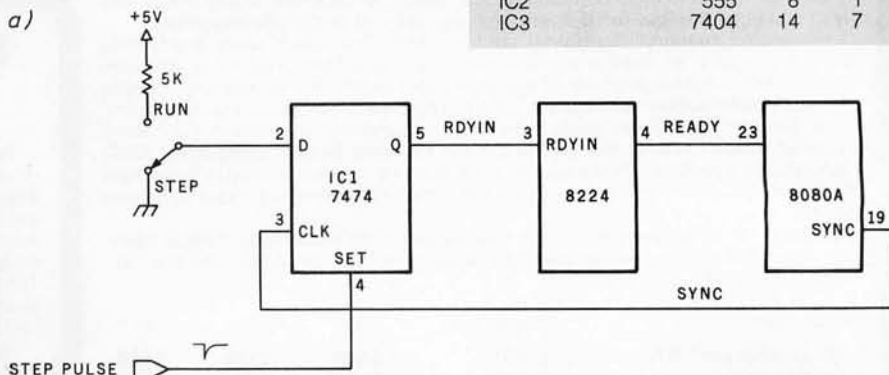 IC2 555 8 1
IC3 7404 14 7
a)
+5V
5K
RUN
STEP
2 D Q 5 RDYIN 3 RDYIN 4 READY 23
IC1
7474
8224
8080A
3 CLK
SYNC 19
SET
4
SYNC
STEP PULSE